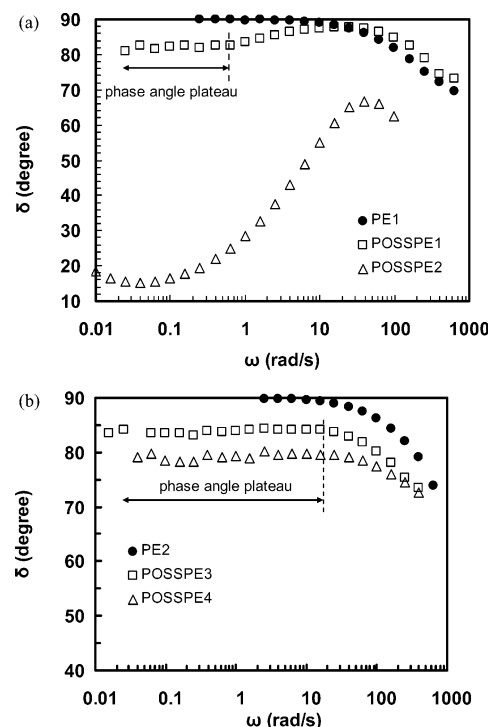 (a)
90
80
70
60
50
40
30
20
10
δ (degree)
phase angle plateau
PE1
POSSPE1
POSSPE2
0.01 0.1 1 10 100 1000
ω (rad/s)
(b)
90
80
70
60
50
40
δ (degree)
phase angle plateau
PE2
POSSPE3
POSSPE4
0.01 0.1 1 10 100 1000
ω (rad/s)